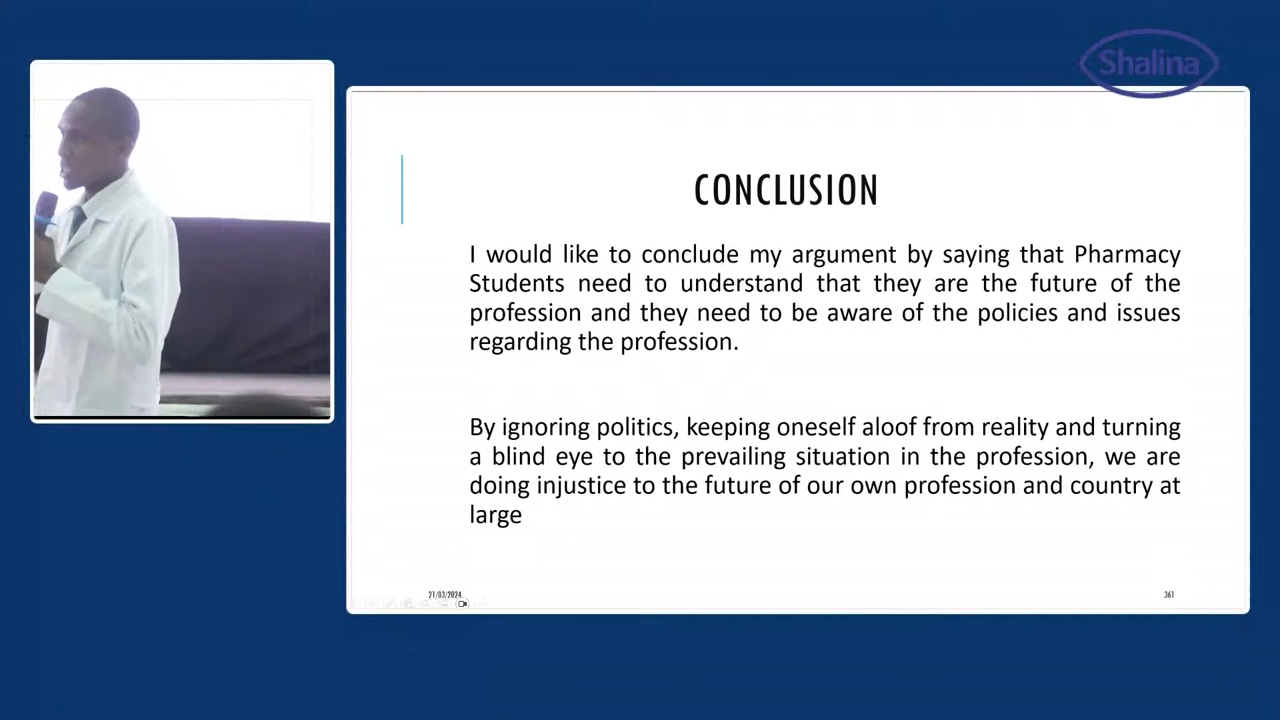 Shalina
CONCLUSION
I would like to conclude my argument by saying that Pharmacy
Students need to understand that they are the future of the
profession and they need to be aware of the policies and issues
regarding the profession.
By ignoring politics, keeping oneself aloof from reality and turning
a blind eye to the prevailing situation in the profession, we are
doing injustice to the future of our own profession and country at
large
21/03/2024
361